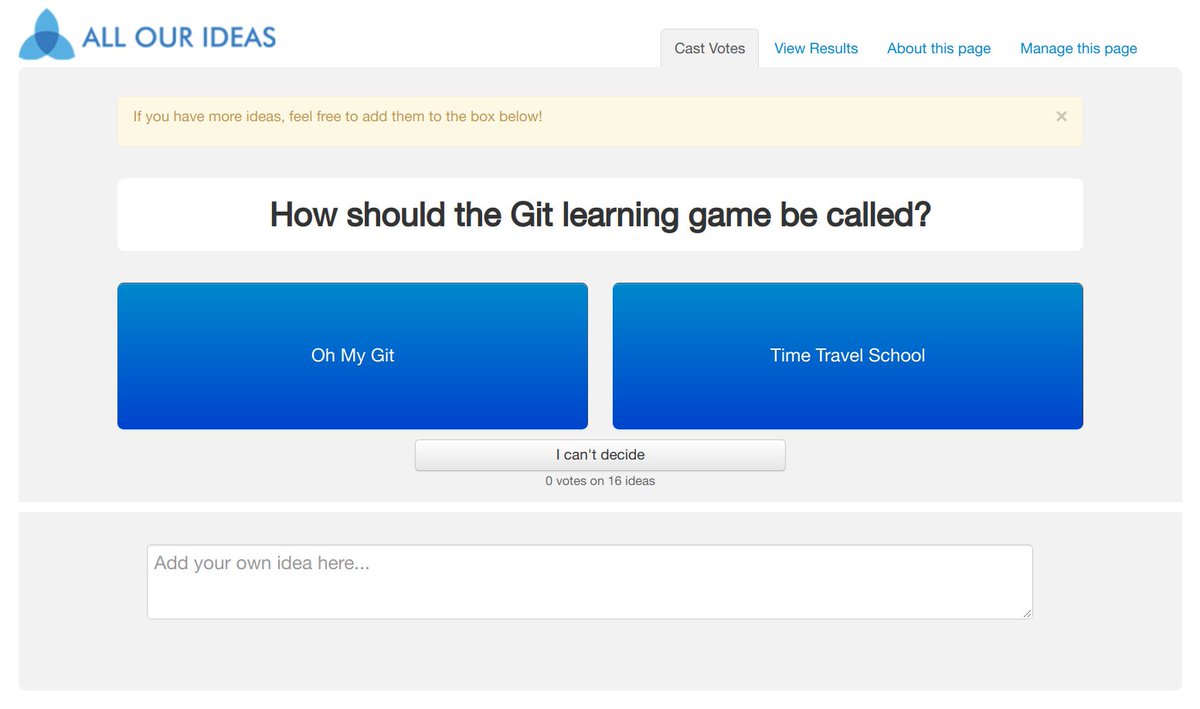 ALL OUR IDEAS
Cast Votes View Results About this page Manage this page
If you have more ideas, feel free to add them to the box below! ×
How should the Git learning game be called?
Oh My Git Time Travel School
I can't decide
0 votes on 16 ideas
Add your own idea here...